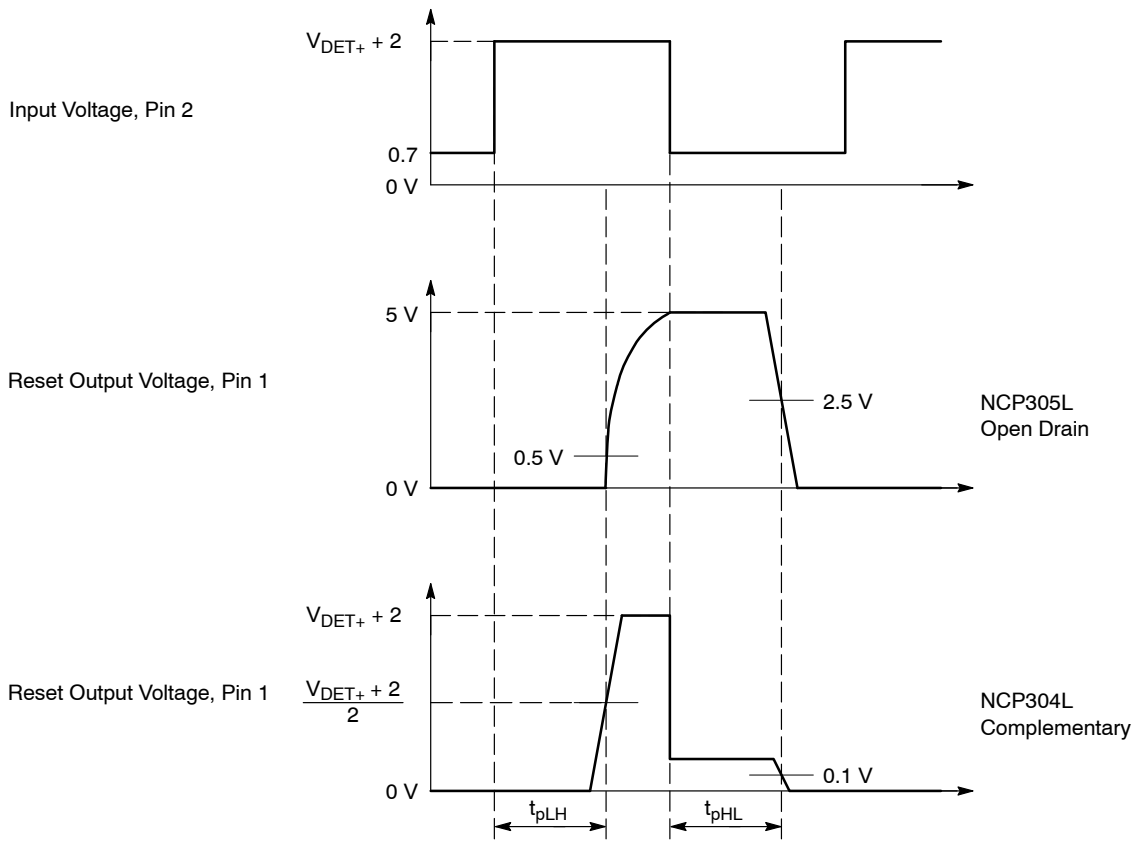 V_DET+ + 2
Input Voltage, Pin 2
0.7
0 V
5 V
Reset Output Voltage, Pin 1
2.5 V
NCP305L
Open Drain
0.5 V
0 V
V_DET+ + 2
Reset Output Voltage, Pin 1
V_DET+ + 2
2
NCP304L
Complementary
0.1 V
0 V
t_pLH
t_pHL